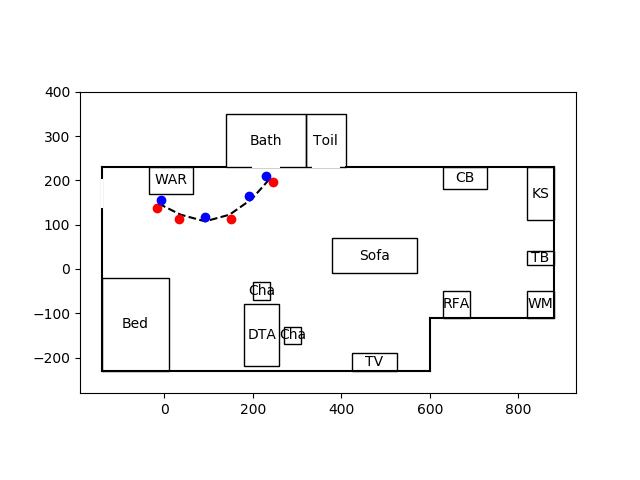 400
300
200
100
0
−100
−200
0
200
400
600
800
Bath
Toil
WAR
CB
KS
Sofa
TB
Cha
RFA
WM
Bed
DTA
Cha
TV